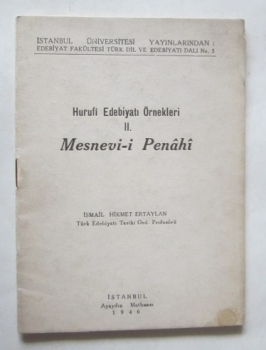 İSTANBUL ÜNİVERSİTESİ YAYINLARINDAN :
EDEBİYAT FAKÜLTESİ TÜRK DİL VE EDEBİYATI DALI No. 5
Hurufî Edebiyatı Örnekleri
II.
Mesnevi-i Penâhî
İSMAİL HİKMET ERTAYLAN
Türk Edebiyatı Tarihi Ord. Profesörü
İSTANBUL
Ayaydın Matbaası
1946